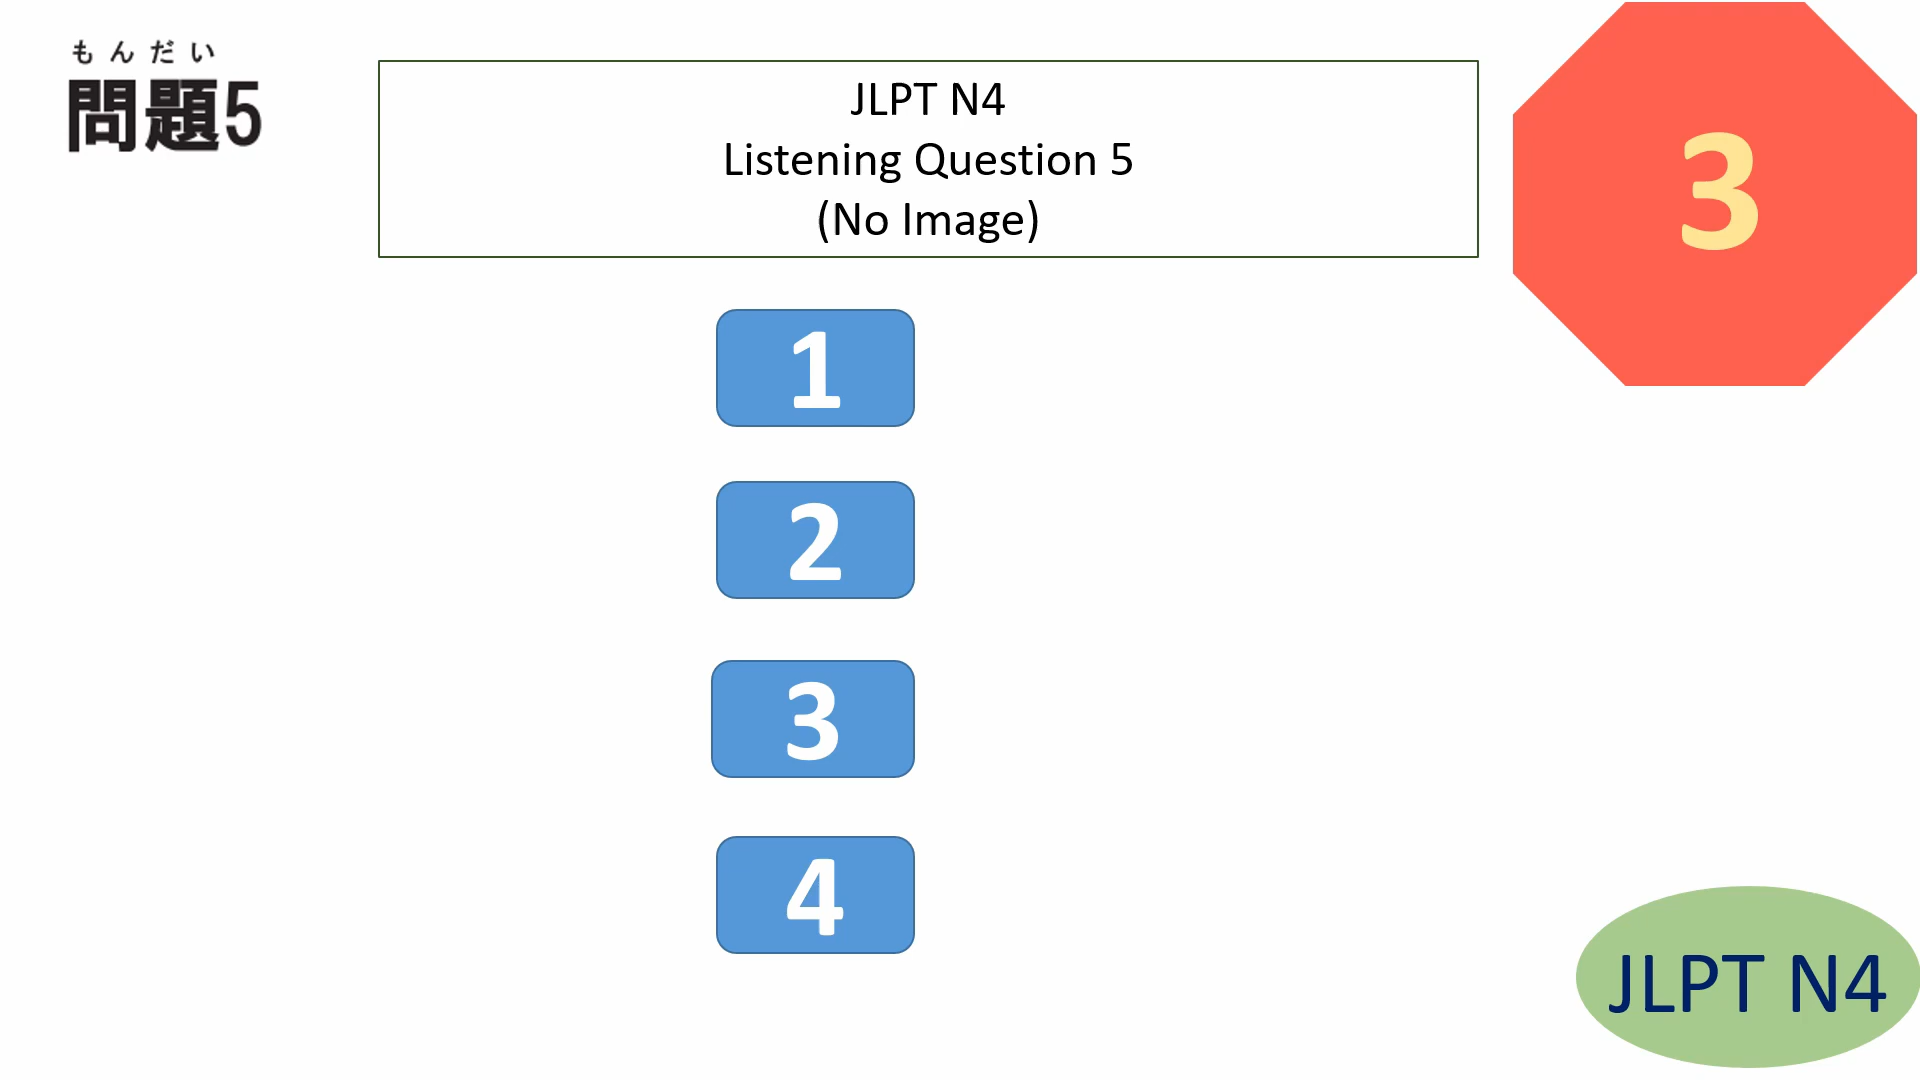 もんだい
問題5
JLPT N4
Listening Question 5
(No Image)
3
1
2
3
4
JLPT N4